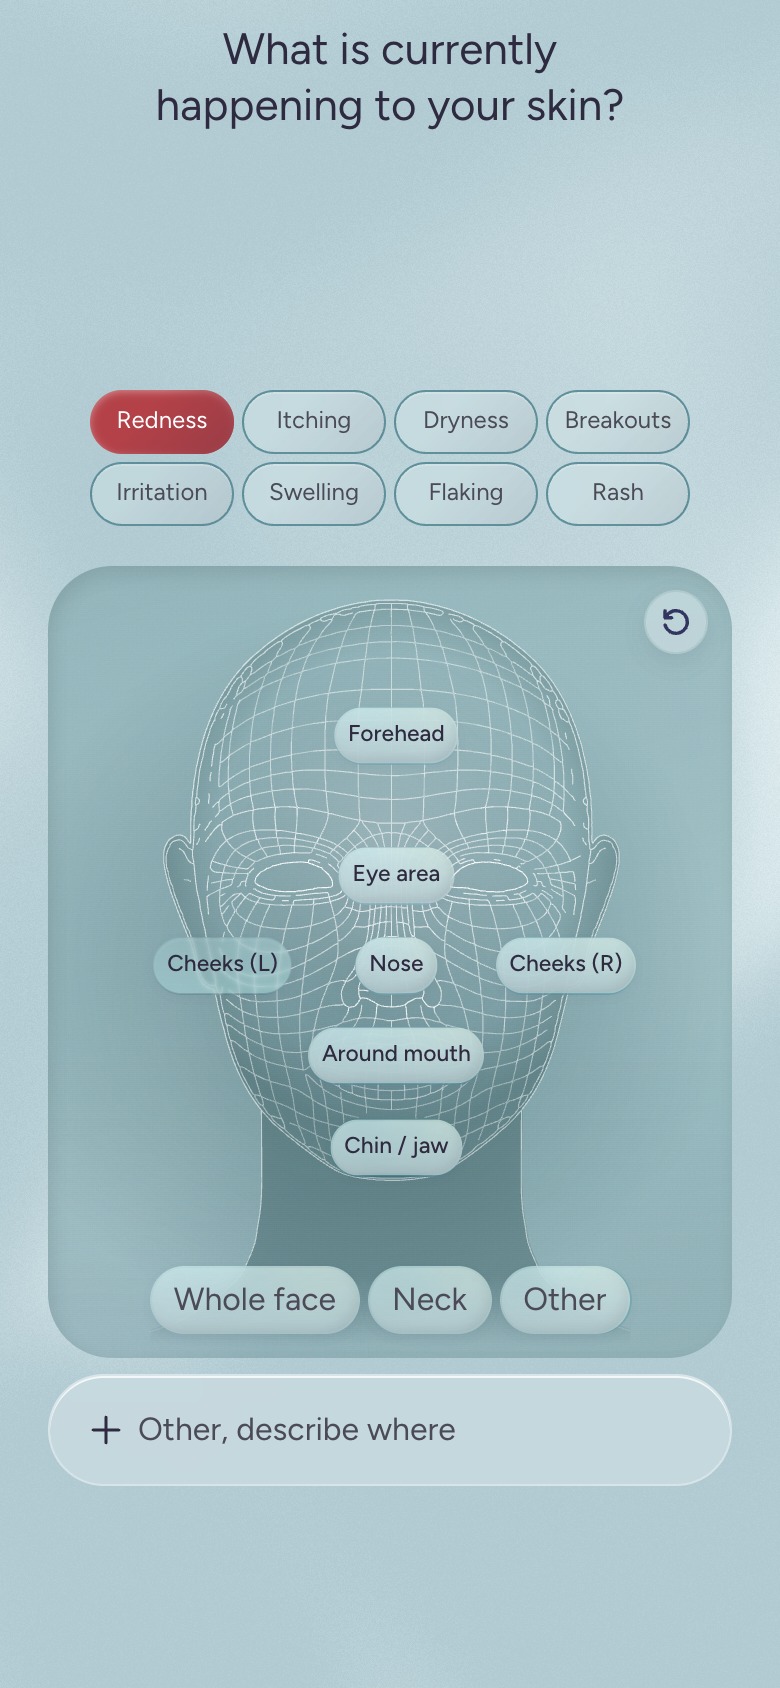 What is currently
happening to your skin?
Redness Itching Dryness Breakouts
Irritation Swelling Flaking Rash
Forehead
Eye area
Cheeks (L) Nose Cheeks (R)
Around mouth
Chin / jaw
Whole face Neck Other
Other, describe where